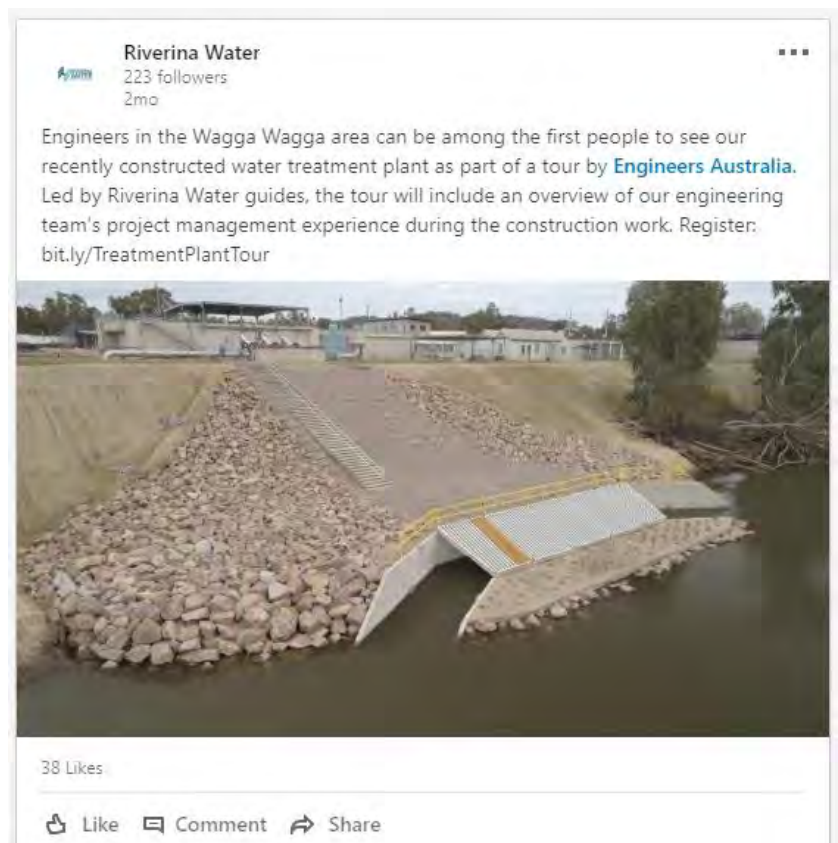 Riverina Water
223 followers
2mo
Engineers in the Wagga Wagga area can be among the first people to see our
recently constructed water treatment plant as part of a tour by Engineers Australia.
Led by Riverina Water guides, the tour will include an overview of our engineering
team's project management experience during the construction work. Register:
bit.ly/TreatmentPlantTour
38 Likes
Like Comment Share